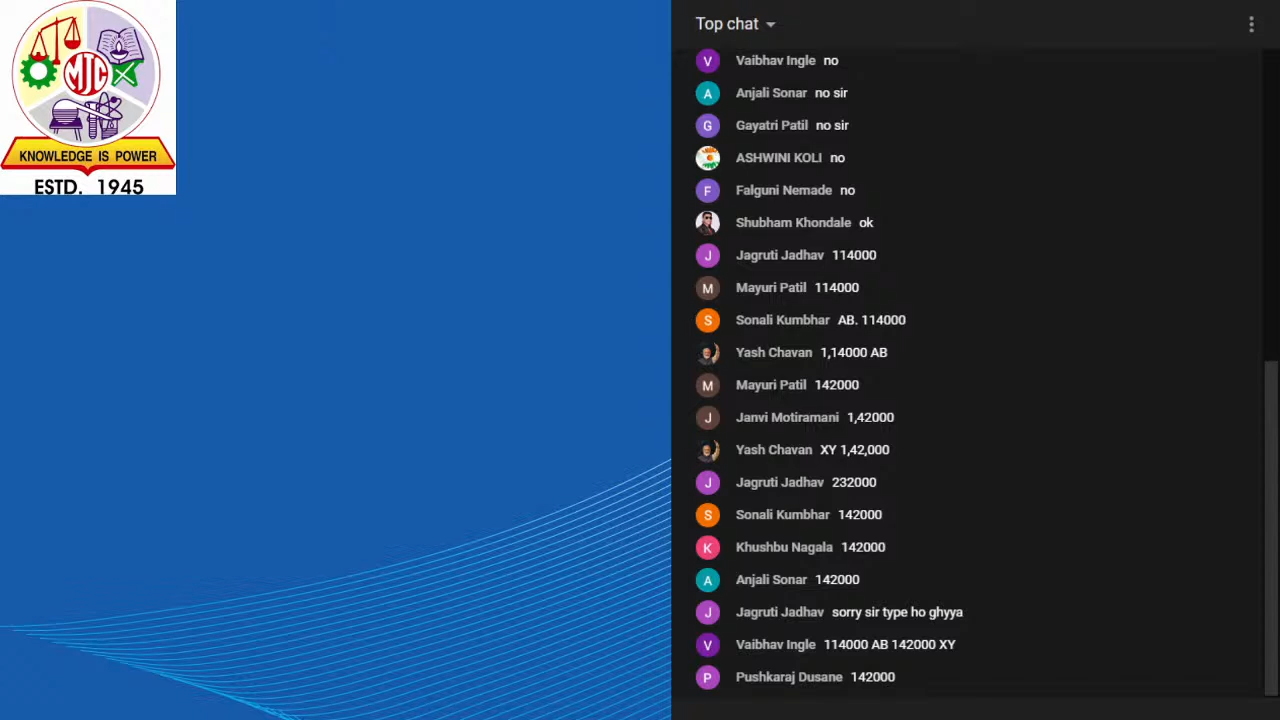 MJC
KNOWLEDGE IS POWER
ESTD. 1945
Top chat
V Vaibhav Ingle no
A Anjali Sonar no sir
G Gayatri Patil no sir
ASHWINI KOLI no
F Falguni Nemade no
Shubham Khondale ok
J Jagruti Jadhav 114000
M Mayuri Patil 114000
S Sonali Kumbhar AB. 114000
Yash Chavan 1,14000 AB
M Mayuri Patil 142000
J Janvi Motiramani 1,42000
Yash Chavan XY 1,42,000
J Jagruti Jadhav 232000
S Sonali Kumbhar 142000
K Khushbu Nagala 142000
A Anjali Sonar 142000
J Jagruti Jadhav sorry sir type ho ghyya
V Vaibhav Ingle 114000 AB 142000 XY
P Pushkaraj Dusane 142000